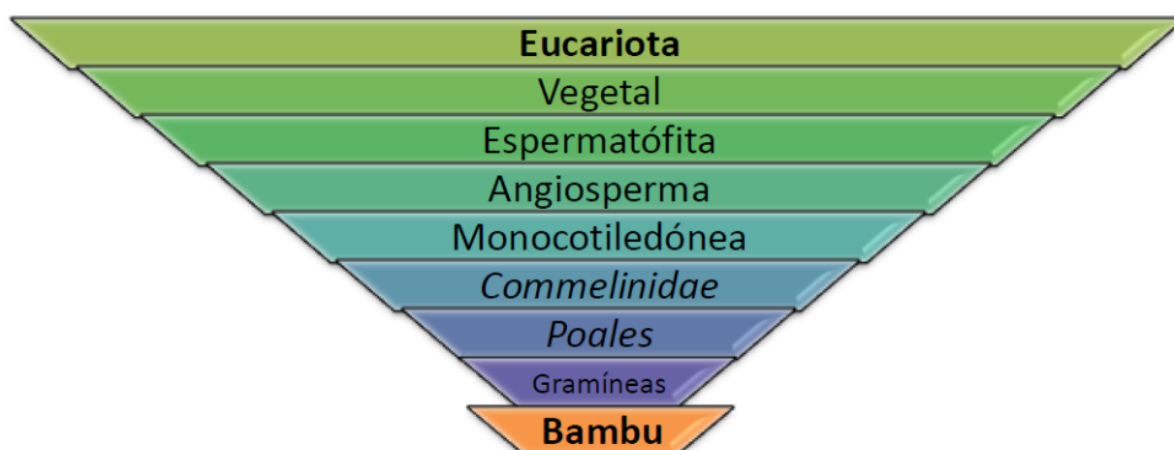 Eucariota
Vegetal
Espermatófita
Angiosperma
Monocotiledónea
Commelinidae
Poales
Gramíneas
Bambu